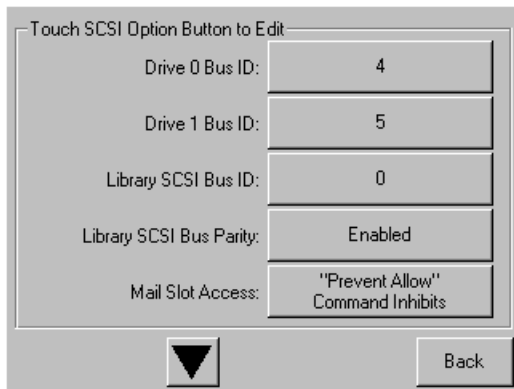 Touch SCSI Option Button to Edit
Drive 0 Bus ID: 4
Drive 1 Bus ID: 5
Library SCSI Bus ID: 0
Library SCSI Bus Parity: Enabled
Mail Slot Access: "Prevent Allow"
Command Inhibits
Back